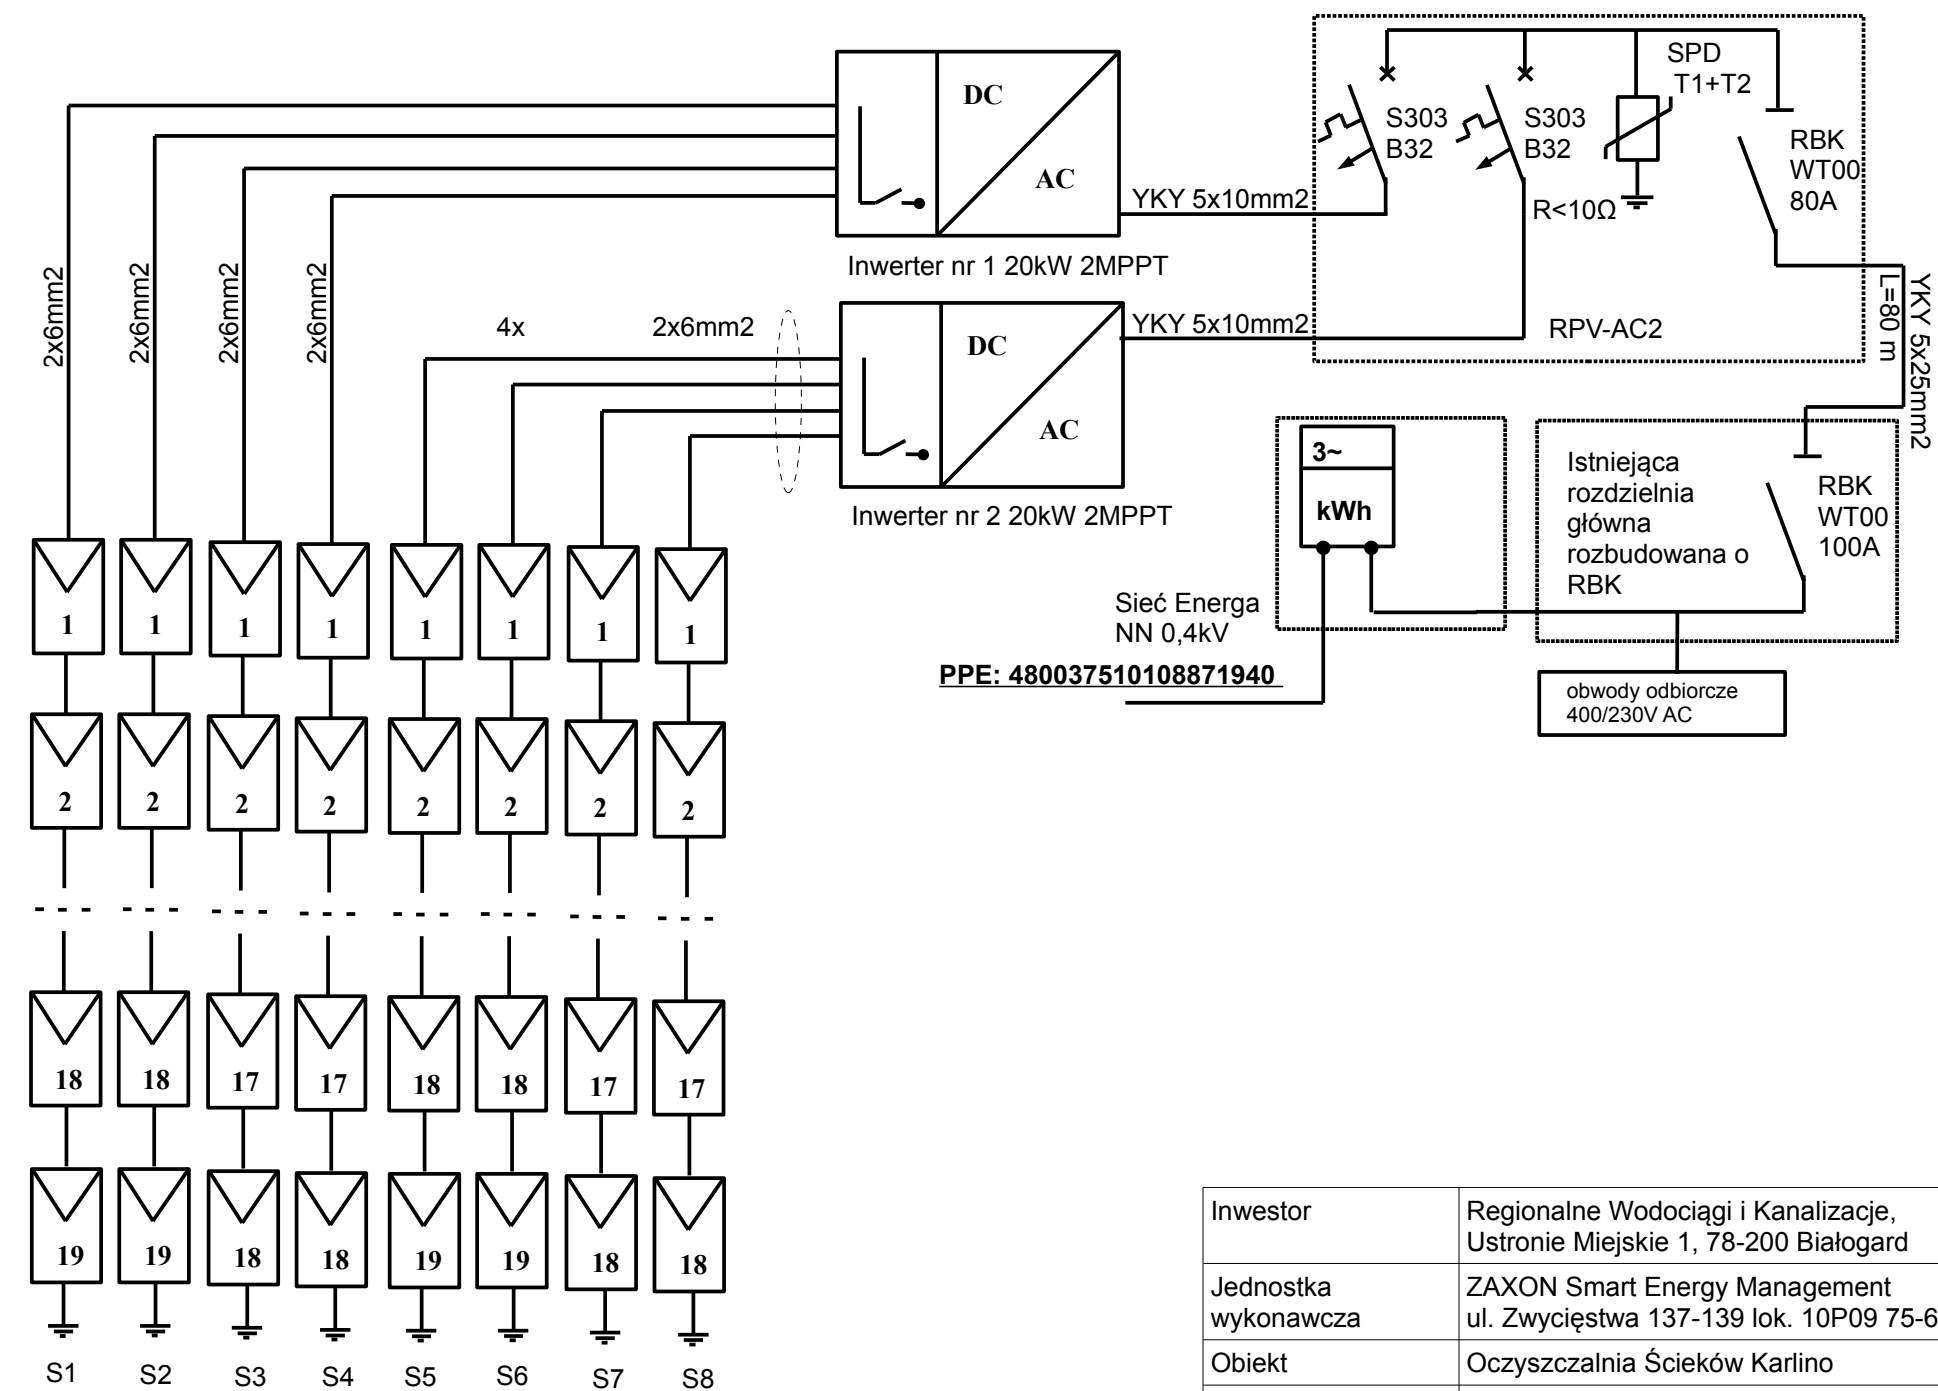 DC
AC
Inwerter nr 1 20kW 2MPPT
YKY 5x10mm2
S303
B32
S303
B32
SPD
T1+T2
R<10Ω
RBK
WT00
80A
RPV-AC2
YKY 5x25mm2
L=80 m
2x6mm2
2x6mm2
2x6mm2
2x6mm2
4x
2x6mm2
DC
AC
Inwerter nr 2 20kW 2MPPT
YKY 5x10mm2
3~
kWh
Istniejąca
rozdzielnia
główna
rozbudowana o
RBK
RBK
WT00
100A
Sieć Energa
NN 0,4kV
PPE: 480037510108871940
obwody odbiorcze
400/230V AC
1 1 1 1 1 1 1 1
2 2 2 2 2 2 2 2
18 18 17 17 18 18 17 17
19 19 18 18 19 19 18 18
S1 S2 S3 S4 S5 S6 S7 S8
Inwestor
Regionalne Wodociągi i Kanalizacje,
Ustronie Miejskie 1, 78-200 Białogard
Jednostka
wykonawcza
ZAXON Smart Energy Management
ul. Zwycięstwa 137-139 lok. 10P09 75-6
Obiekt
Oczyszczalnia Ścieków Karlino